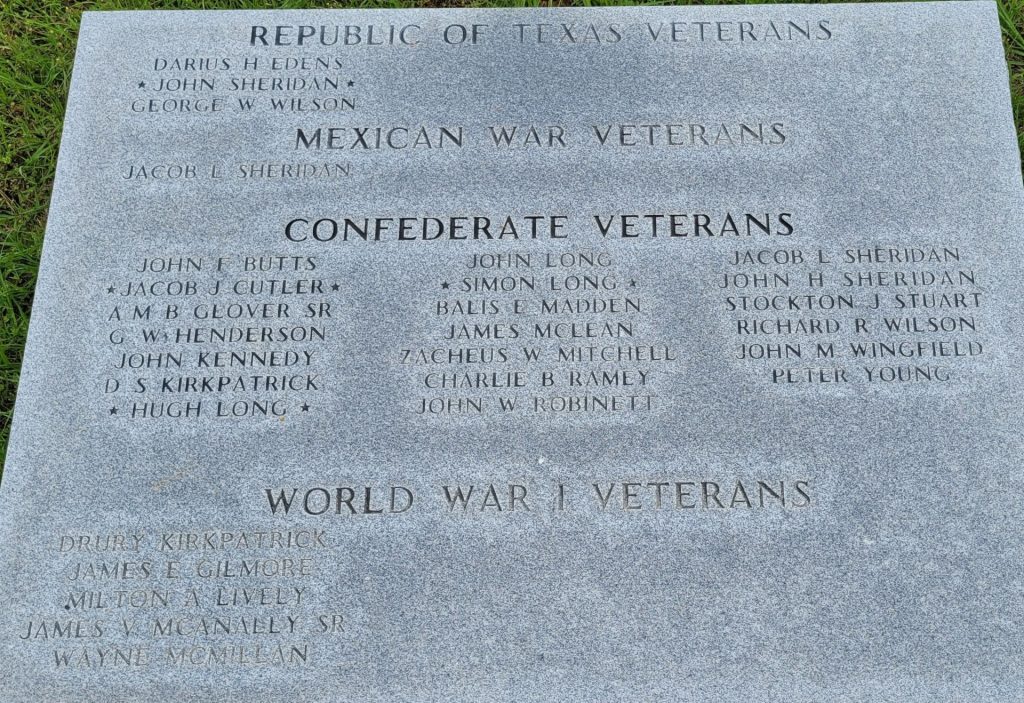 REPUBLIC OF TEXAS VETERANS
DARIUS H EDENS
★ JOHN SHERIDAN ★
GEORGE W WILSON
MEXICAN WAR VETERANS
JACOB L SHERIDAN
CONFEDERATE VETERANS
JOHN F BUTTS
★ JACOB J CUTLER ★
A M B GLOVER SR
G W HENDERSON
JOHN KENNEDY
D S KIRKPATRICK
★ HUGH LONG ★
JOHN LONG
★ SIMON LONG ★
BALIS E MADDEN
JAMES MCLEAN
ZACHEUS W MITCHELL
CHARLIE B RAMEY
JOHN W ROBINETT
JACOB L SHERIDAN
JOHN H SHERIDAN
STOCKTON J STUART
RICHARD R WILSON
JOHN M WINGFIELD
PETER YOUNG
WORLD WAR I VETERANS
DRURY KIRKPATRICK
JAMES E GILMORE
MILTON A LIVELY
JAMES V MCANALLY SR
WAYNE MCMILLAN